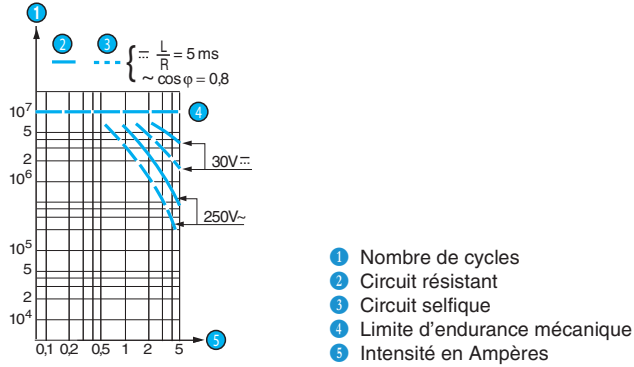 1
2 3
⎓ L/R = 5 ms
~ cos φ = 0,8
10⁷
4
5
30V⎓
2
10⁶
250V~
10⁵
5
2
10⁴
0,1 0,2 0,5 1 2 5
5
1 Nombre de cycles
2 Circuit résistant
3 Circuit selfique
4 Limite d'endurance mécanique
5 Intensité en Ampères